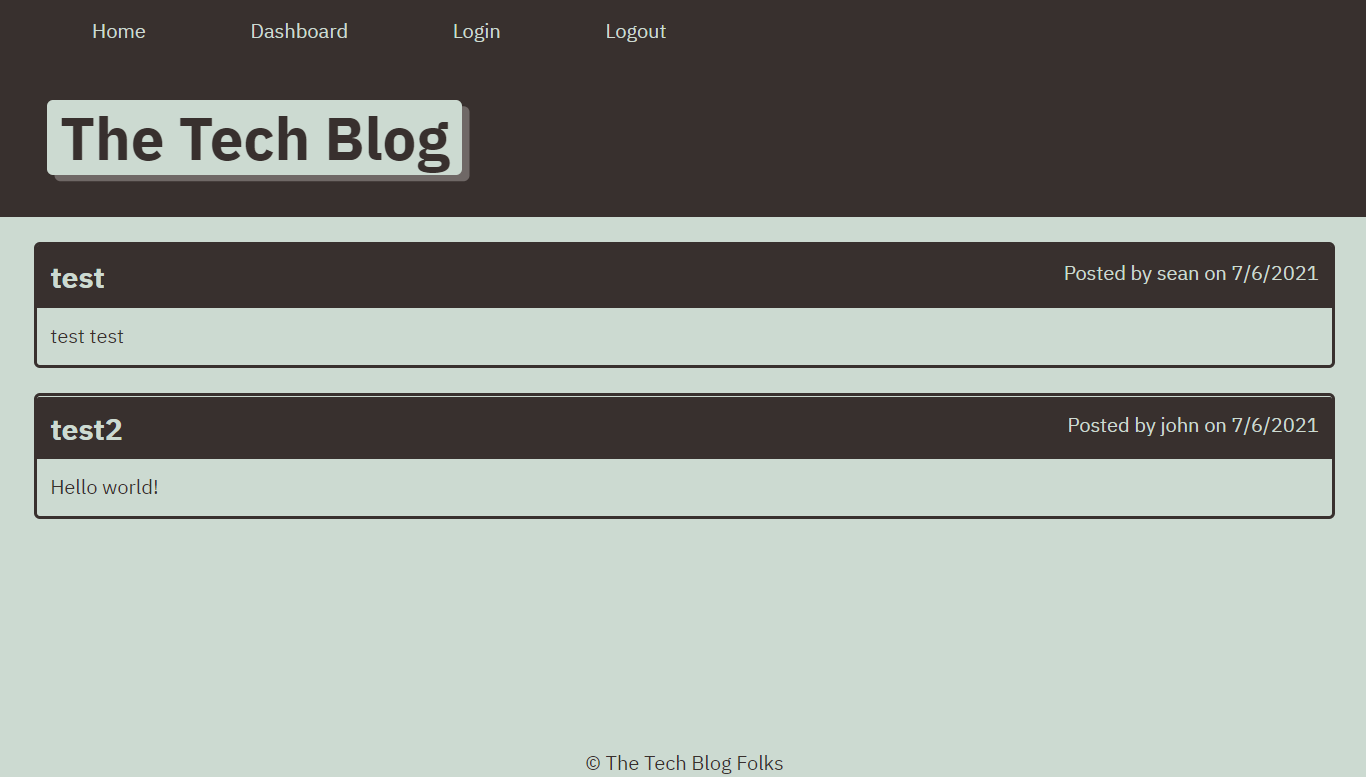 Home Dashboard Login Logout
The Tech Blog
test Posted by sean on 7/6/2021
test test
test2 Posted by john on 7/6/2021
Hello world!
© The Tech Blog Folks